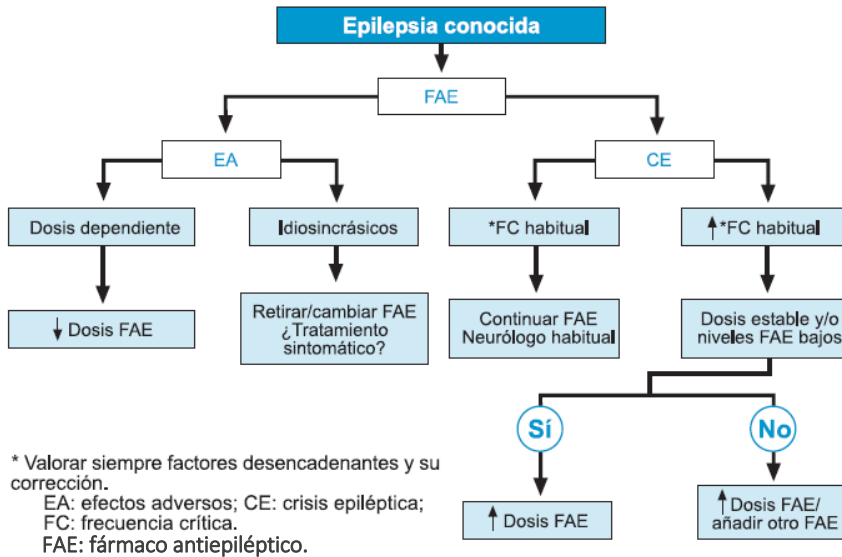 Epilepsia conocida
FAE
EA
CE
Dosis dependiente
Idiosincrásicos
*FC habitual
↑*FC habitual
↓ Dosis FAE
Retirar/cambiar FAE
¿Tratamiento
sintomático?
Continuar FAE
Neurólogo habitual
Dosis estable y/o
niveles FAE bajos
Sí
No
↑ Dosis FAE
↑ Dosis FAE/
añadir otro FAE
* Valorar siempre factores desencadenantes y su
corrección.
EA: efectos adversos; CE: crisis epiléptica;
FC: frecuencia crítica.
FAE: fármaco antiepiléptico.